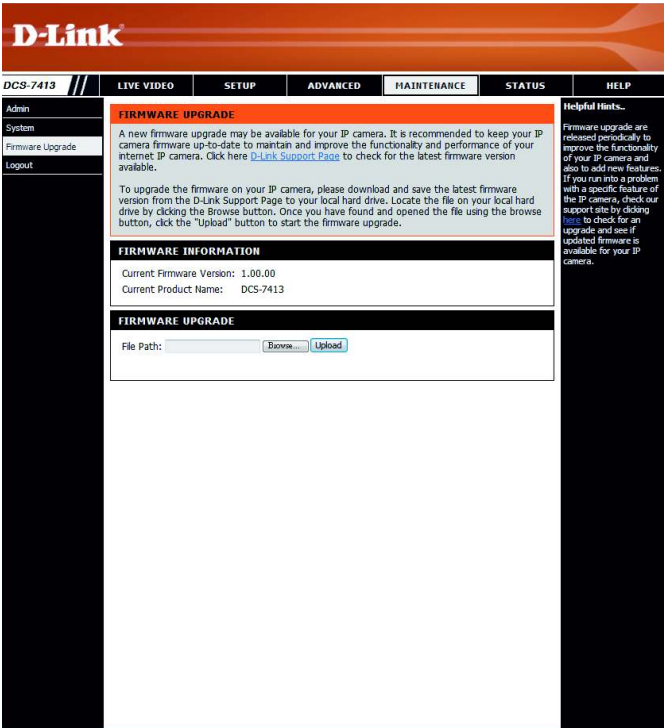 D-Link
DCS-7413
LIVE VIDEO
SETUP
ADVANCED
MAINTENANCE
STATUS
HELP
Admin
System
Firmware Upgrade
Logout
FIRMWARE UPGRADE
A new firmware upgrade may be available for your IP camera. It is recommended to keep your IP
camera firmware up-to-date to maintain and improve the functionality and performance of your
internet IP camera. Click here D-Link Support Page to check for the latest firmware version
available.
To upgrade the firmware on your IP camera, please download and save the latest firmware
version from the D-Link Support Page to your local hard drive. Locate the file on your local hard
drive by clicking the Browse button. Once you have found and opened the file using the browse
button, click the "Upload" button to start the firmware upgrade.
FIRMWARE INFORMATION
Current Firmware Version: 1.00.00
Current Product Name: DCS-7413
FIRMWARE UPGRADE
File Path: Browse... Upload
Helpful Hints..
Firmware upgrade are
released periodically to
improve the functionality
of your IP camera and
also to add new features.
If you run into a problem
with a specific feature of
the IP camera, check our
support site by clicking
here to check for an
upgrade and see if
updated firmware is
available for your IP
camera.